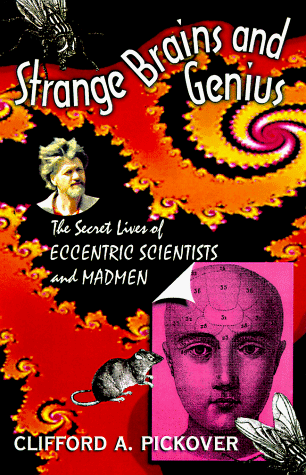 Strange Brains and
Genius
The Secret Lives of
ECCENTRIC SCIENTISTS
and MADMEN
CLIFFORD A. PICKOVER